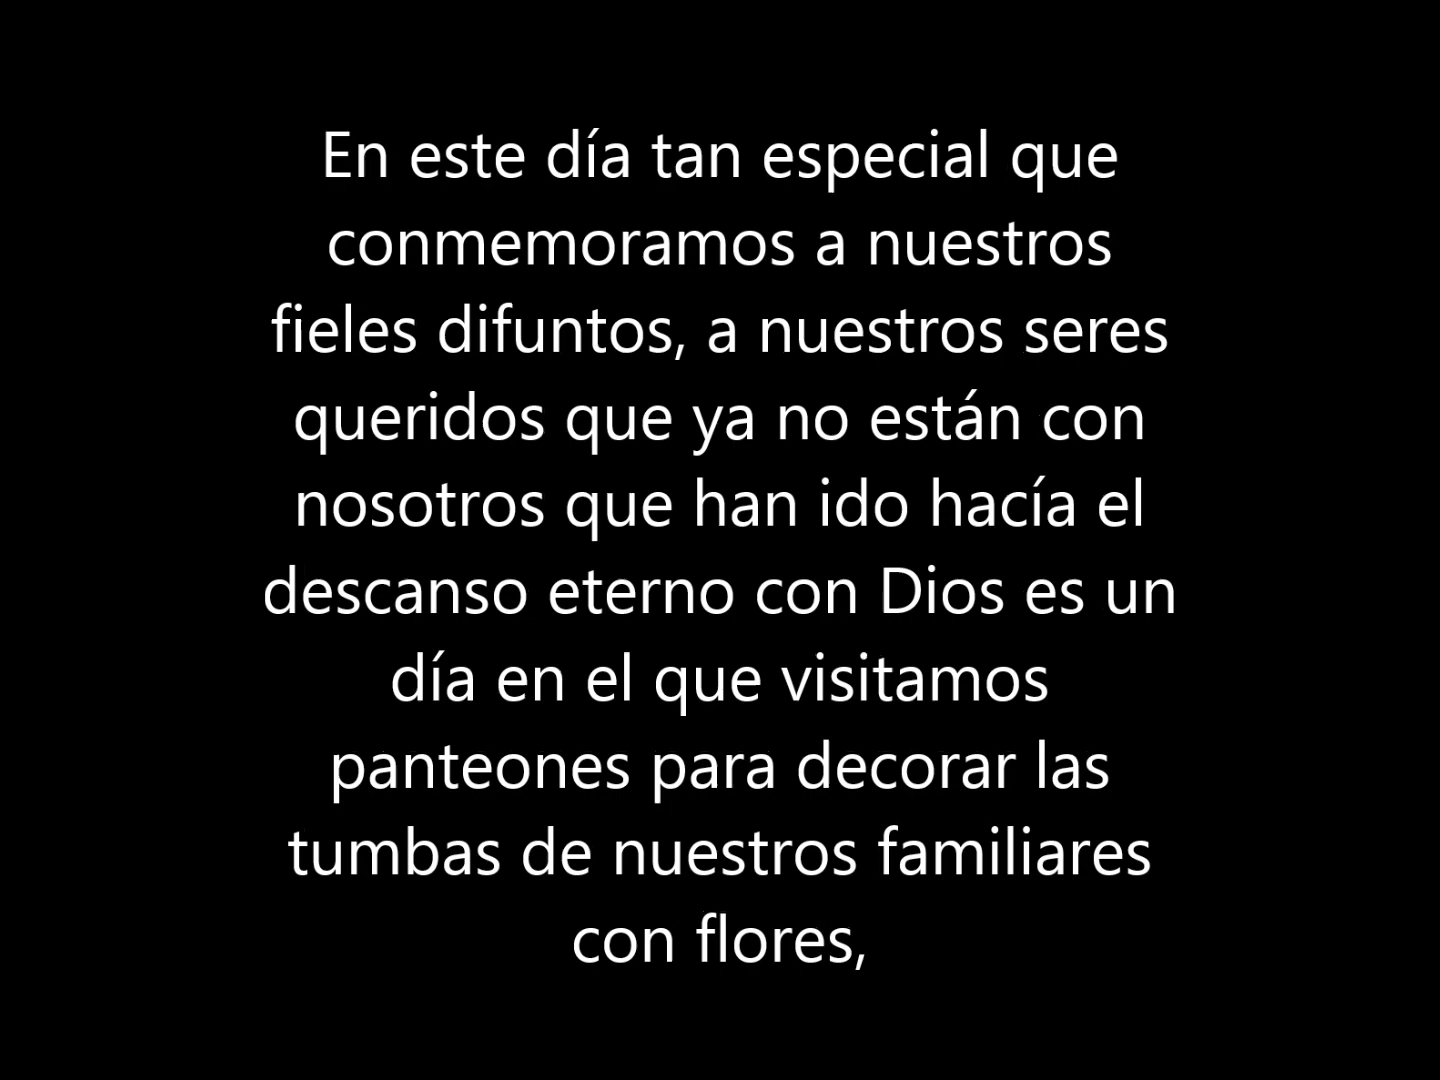 En este día tan especial que
conmemoramos a nuestros
fieles difuntos, a nuestros seres
queridos que ya no están con
nosotros que han ido hacía el
descanso eterno con Dios es un
día en el que visitamos
panteones para decorar las
tumbas de nuestros familiares
con flores,